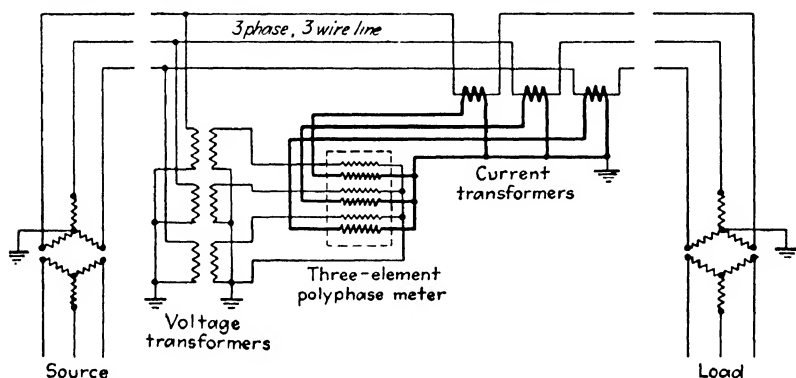 3 phase, 3 wire line
Current
transformers
Three-element
polyphase meter
Voltage
transformers
Source
Load